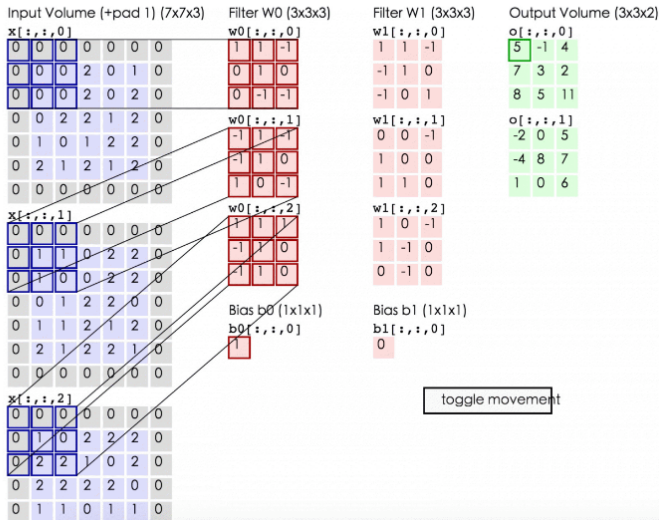 Input Volume (+pad 1) (7x7x3)
x[:,:,0]
0 0 0 0 0 0 0
0 0 0 2 0 1 0
0 0 0 2 0 2 0
0 0 2 2 1 2 0
0 1 0 1 2 2 0
0 2 1 2 1 2 0
0 0 0 0 0 0 0
x[:,:,1]
0 0 0 0 0 0 0
0 1 1 0 2 2 0
0 1 0 0 2 2 0
0 0 1 2 2 0 0
0 1 1 2 1 2 0
0 2 1 2 2 1 0
0 0 0 0 0 0 0
x[:,:,2]
0 0 0 0 0 0 0
0 1 0 2 2 2 0
0 2 2 1 0 2 0
0 2 2 2 2 0 0
0 1 1 0 1 1 0
Filter W0 (3x3x3)
w0[:,:,0]
1 1 -1
0 1 0
0 -1 -1
w0[:,:,1]
-1 1 -1
-1 1 0
1 0 -1
w0[:,:,2]
1 1 1
-1 1 0
-1 1 0
Bias b0 (1x1x1)
b0[:,:,0]
1
Filter W1 (3x3x3)
w1[:,:,0]
1 1 -1
-1 1 0
-1 0 1
w1[:,:,1]
0 0 -1
1 0 0
1 1 0
w1[:,:,2]
1 0 -1
1 -1 0
0 -1 0
Bias b1 (1x1x1)
b1[:,:,0]
0
Output Volume (3x3x2)
o[:,:,0]
5 -1 4
7 3 2
8 5 11
o[:,:,1]
-2 0 5
-4 8 7
1 0 6
toggle movement